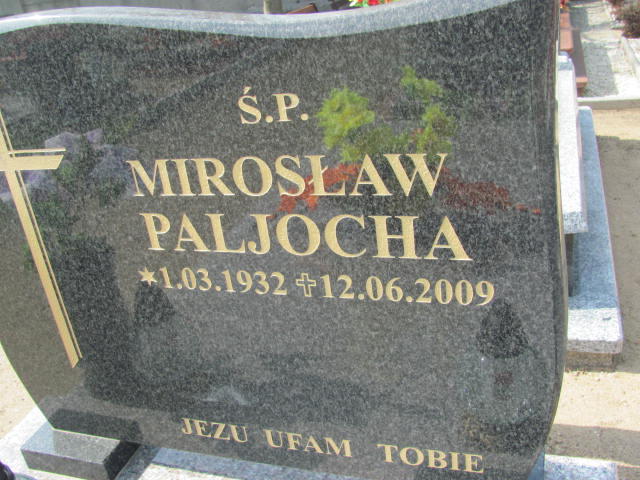 Ś.P.
MIROSŁAW
PALJOCHA
✶1.03.1932 ✝12.06.2009
JEZU UFAM TOBIE